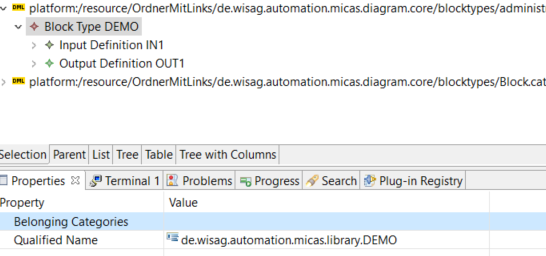 DML platform:/resource/OrdnerMitLinks/de.wisag.automation.micas.diagram.core/blocktypes/administr
Block Type DEMO
Input Definition IN1
Output Definition OUT1
DML platform:/resource/OrdnerMitLinks/de.wisag.automation.micas.diagram.core/blocktypes/Block.cat
Selection Parent List Tree Table Tree with Columns
Properties Terminal 1 Problems Progress Search Plug-in Registry
Property Value
Belonging Categories
Qualified Name de.wisag.automation.micas.library.DEMO